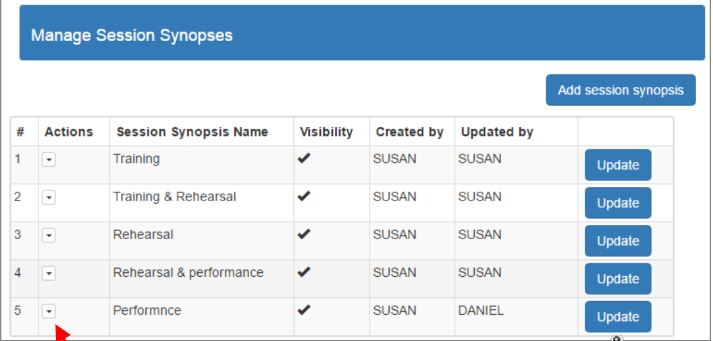 Manage Session Synopses
Add session synopsis
# Actions Session Synopsis Name Visibility Created by Updated by
1 Training SUSAN SUSAN Update
2 Training & Rehearsal SUSAN SUSAN Update
3 Rehearsal SUSAN SUSAN Update
4 Rehearsal & performance SUSAN SUSAN Update
5 Performnce SUSAN DANIEL Update